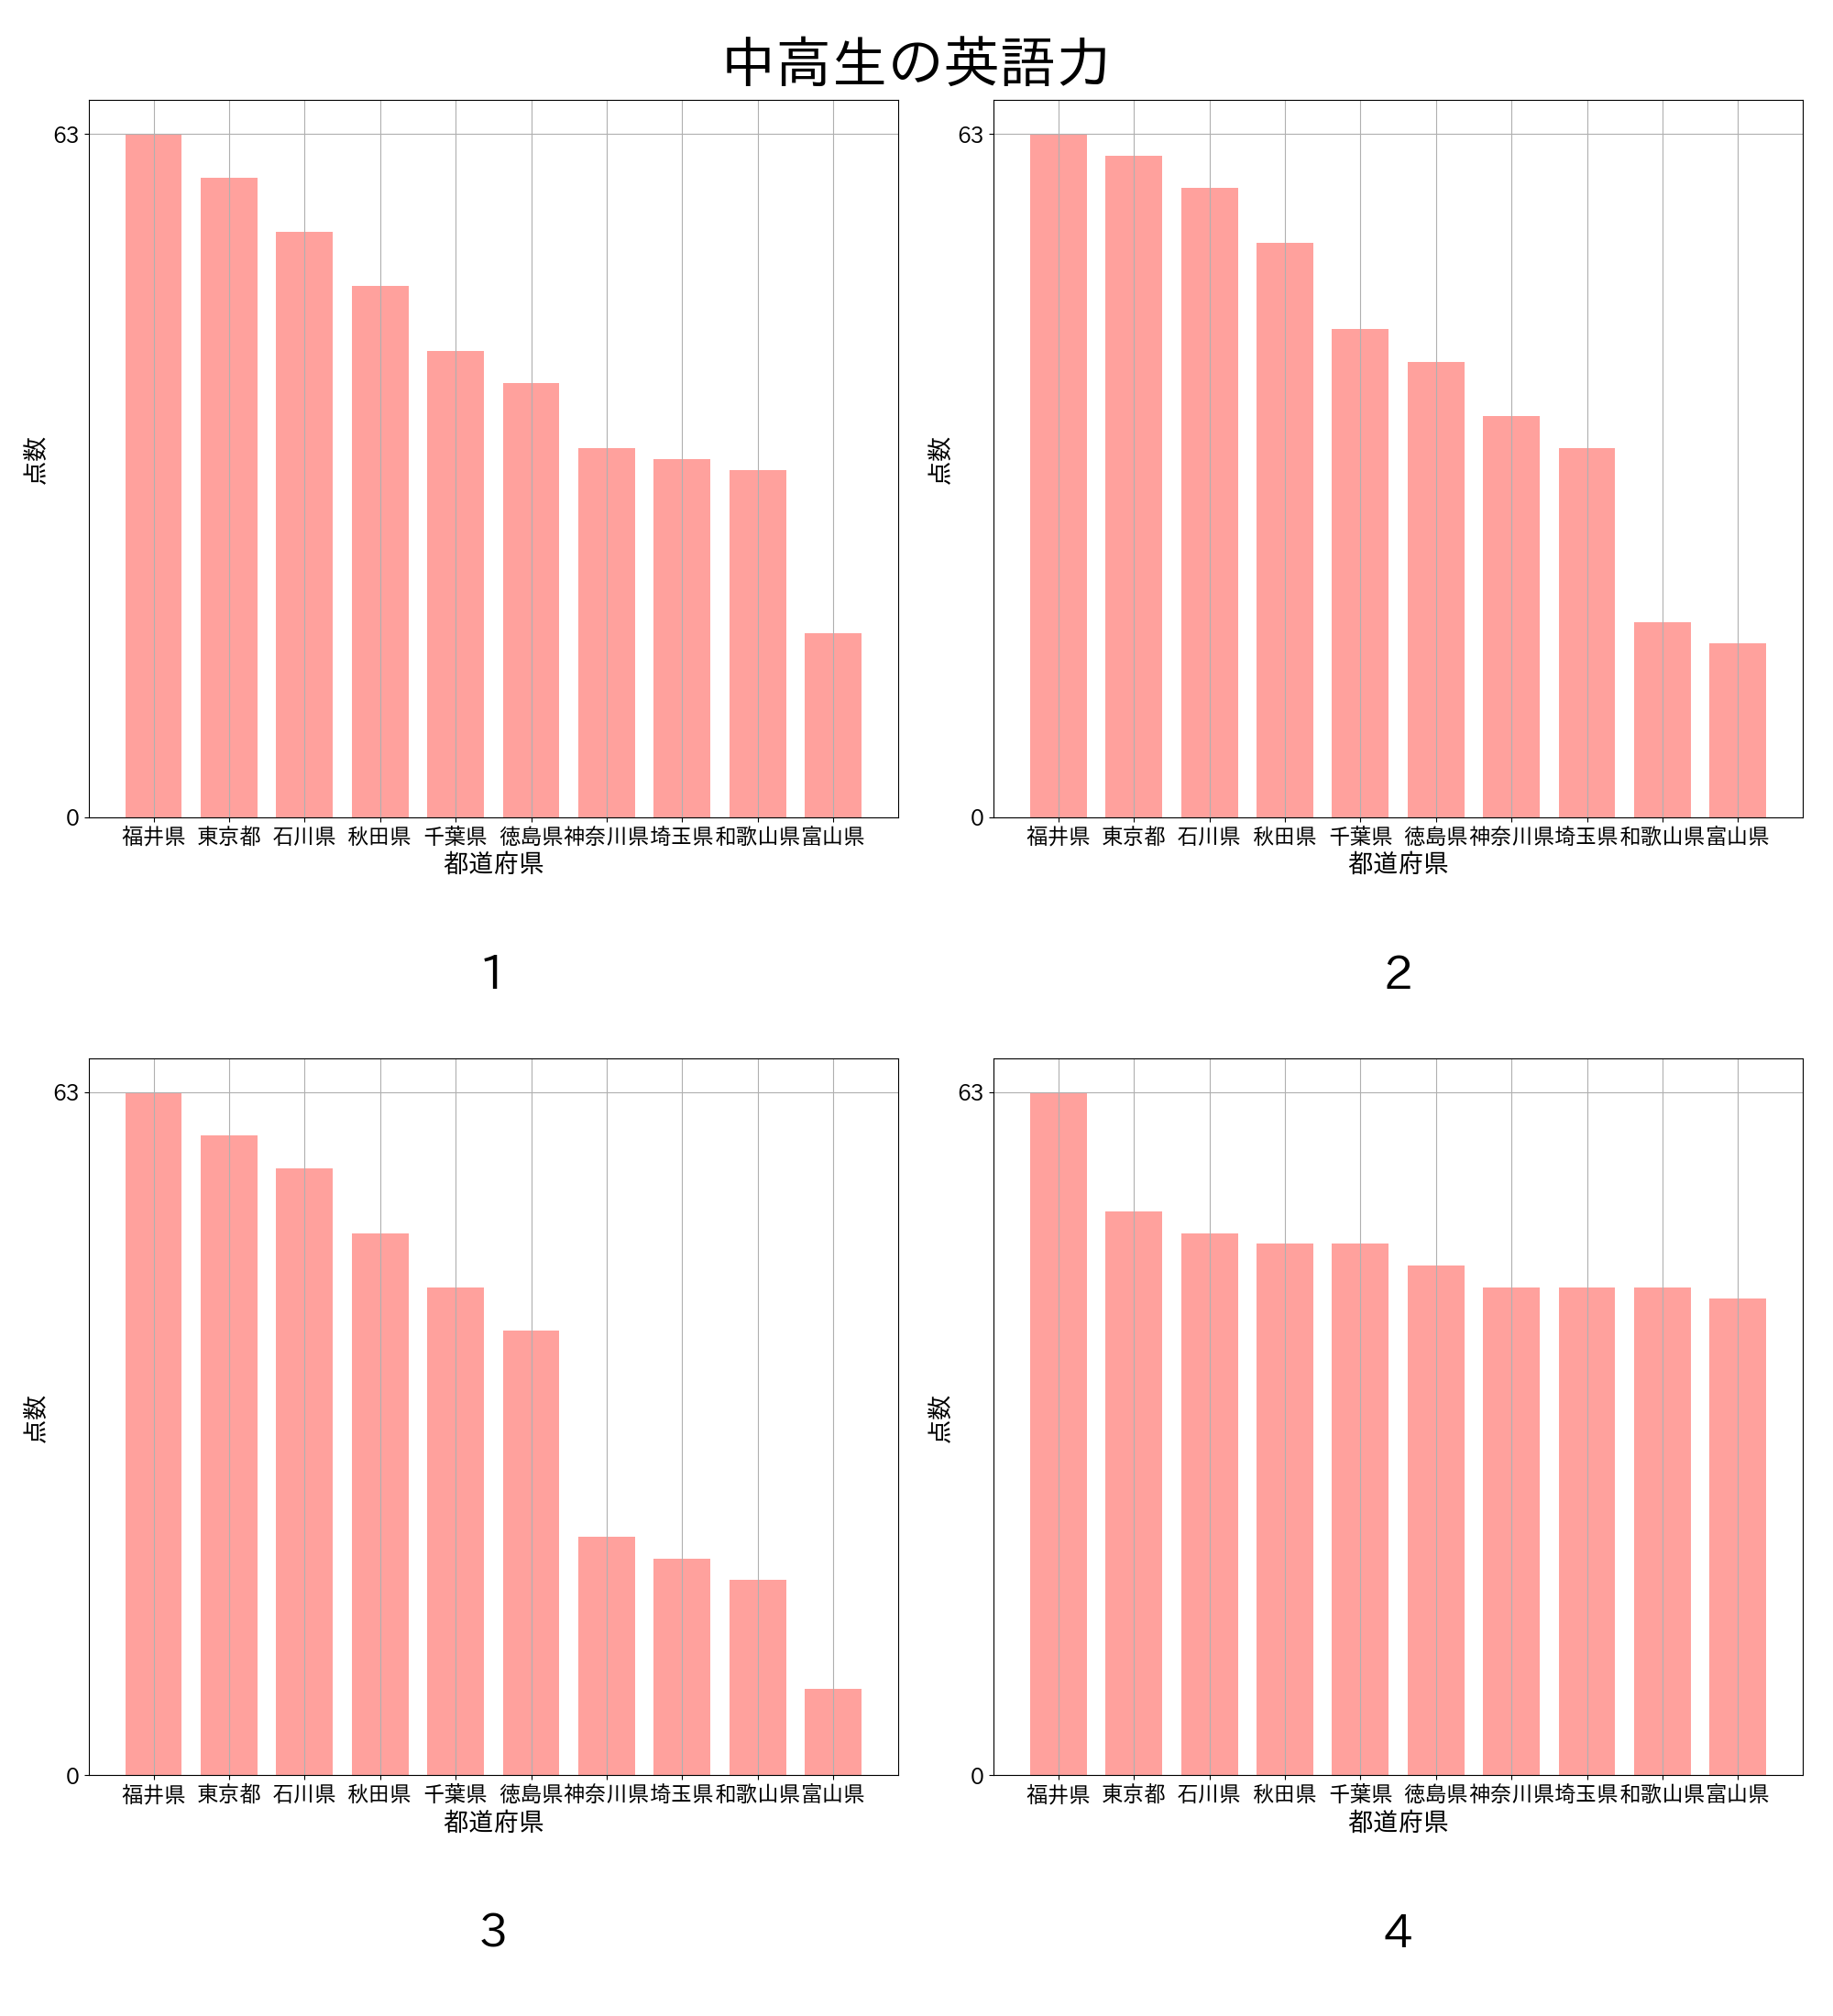 中高生の英語力
63
点数
0
福井県 東京都 石川県 秋田県 千葉県 徳島県 神奈川県 埼玉県 和歌山県 富山県
都道府県
1
63
点数
0
福井県 東京都 石川県 秋田県 千葉県 徳島県 神奈川県 埼玉県 和歌山県 富山県
都道府県
2
63
点数
0
福井県 東京都 石川県 秋田県 千葉県 徳島県 神奈川県 埼玉県 和歌山県 富山県
都道府県
3
63
点数
0
福井県 東京都 石川県 秋田県 千葉県 徳島県 神奈川県 埼玉県 和歌山県 富山県
都道府県
4